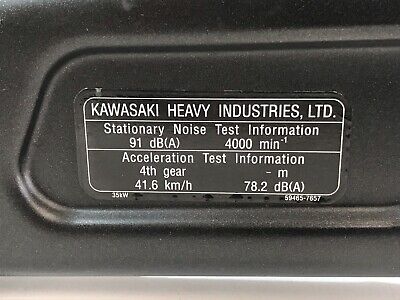 KAWASAKI HEAVY INDUSTRIES, LTD.
Stationary Noise Test Information
91 dB(A) 4000 min⁻¹
Acceleration Test Information
4th gear - m
41.6 km/h 78.2 dB(A)
35kW 59465-7657